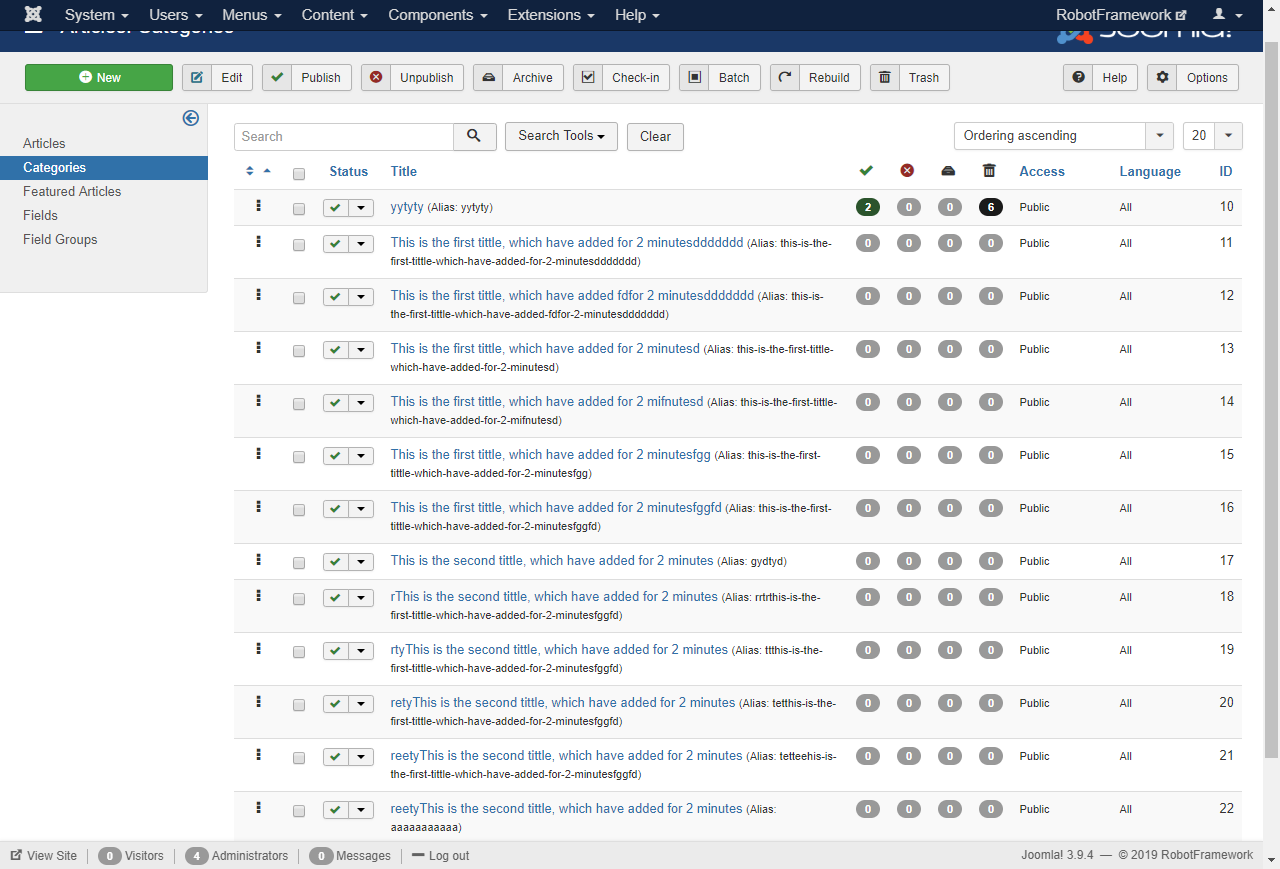 System Users Menus Content Components Extensions Help RobotFramework
Articles: Categories Joomla!
New Edit Publish Unpublish Archive Check-in Batch Rebuild Trash Help Options
Articles
Categories
Featured Articles
Fields
Field Groups
Search Search Tools Clear Ordering ascending 20
Status Title Access Language ID
yytyty (Alias: yytyty) 2 0 0 6 Public All 10
This is the first tittle, which have added for 2 minutesddddddd (Alias: this-is-the- 0 0 0 0 Public All 11
first-tittle-which-have-added-for-2-minutesddddddd)
This is the first tittle, which have added fdfor 2 minutesddddddd (Alias: this-is- 0 0 0 0 Public All 12
the-first-tittle-which-have-added-fdfor-2-minutesddddddd)
This is the first tittle, which have added for 2 minutesd (Alias: this-is-the-first-tittle- 0 0 0 0 Public All 13
which-have-added-for-2-minutesd)
This is the first tittle, which have added for 2 mifnutesd (Alias: this-is-the-first-tittle- 0 0 0 0 Public All 14
which-have-added-for-2-mifnutesd)
This is the first tittle, which have added for 2 minutesfgg (Alias: this-is-the-first- 0 0 0 0 Public All 15
tittle-which-have-added-for-2-minutesfgg)
This is the first tittle, which have added for 2 minutesfggfd (Alias: this-is-the-first- 0 0 0 0 Public All 16
tittle-which-have-added-for-2-minutesfggfd)
This is the second tittle, which have added for 2 minutes (Alias: gydtyd) 0 0 0 0 Public All 17
rThis is the second tittle, which have added for 2 minutes (Alias: rrtrthis-is-the- 0 0 0 0 Public All 18
first-tittle-which-have-added-for-2-minutesfggfd)
rtyThis is the second tittle, which have added for 2 minutes (Alias: ttthis-is-the- 0 0 0 0 Public All 19
first-tittle-which-have-added-for-2-minutesfggfd)
retyThis is the second tittle, which have added for 2 minutes (Alias: tetthis-is-the- 0 0 0 0 Public All 20
first-tittle-which-have-added-for-2-minutesfggfd)
reetyThis is the second tittle, which have added for 2 minutes (Alias: tetteehis-is- 0 0 0 0 Public All 21
the-first-tittle-which-have-added-for-2-minutesfggfd)
reetyThis is the second tittle, which have added for 2 minutes (Alias: 0 0 0 0 Public All 22
aaaaaaaaaaa)
View Site 0 Visitors 4 Administrators 0 Messages Log out Joomla! 3.9.4 — © 2019 RobotFramework